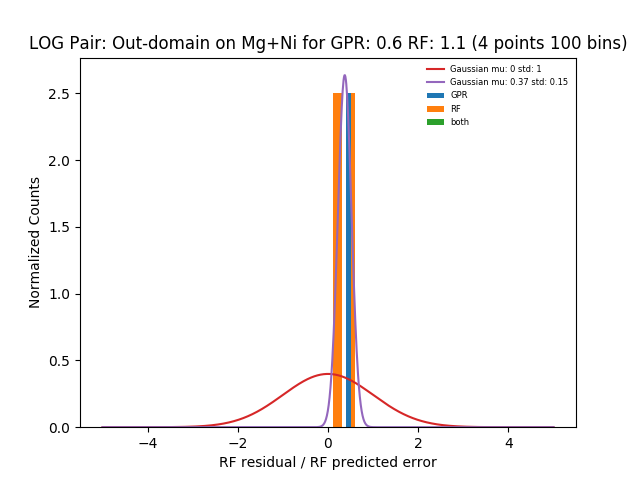 LOG Pair: Out-domain on Mg+Ni for GPR: 0.6 RF: 1.1 (4 points 100 bins)
Gaussian mu: 0 std: 1
Gaussian mu: 0.37 std: 0.15
GPR
RF
both
Normalized Counts
2.5
2.0
1.5
1.0
0.5
0.0
−4 −2 0 2 4
RF residual / RF predicted error